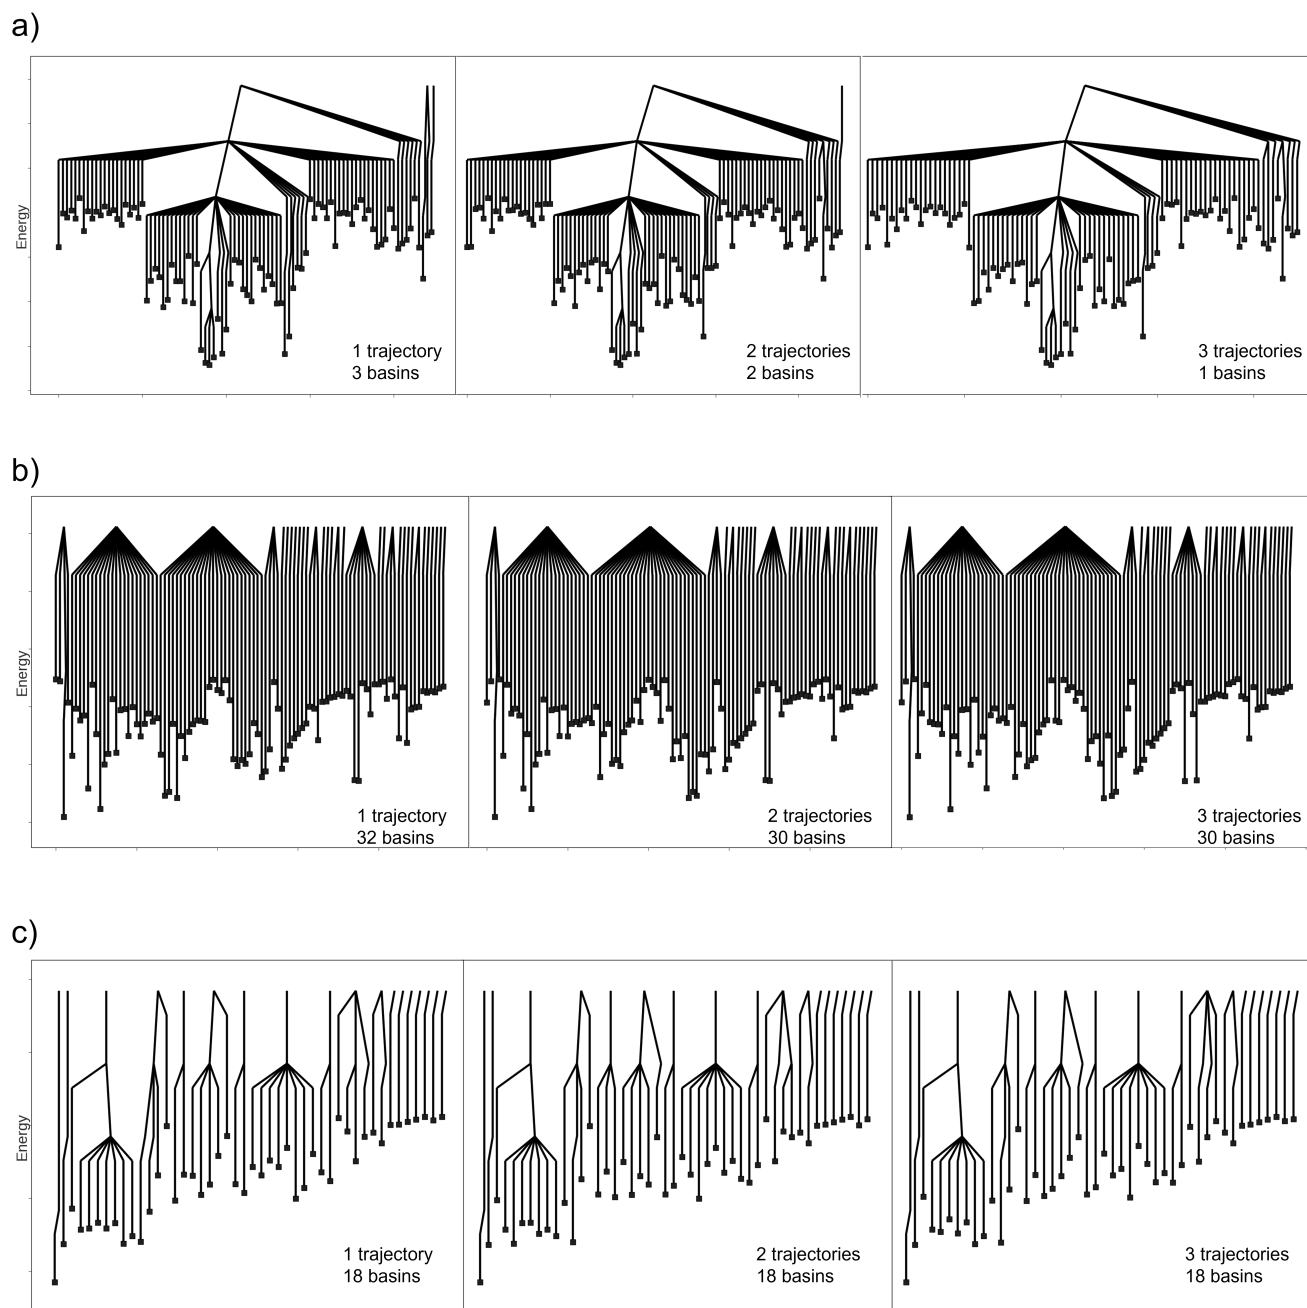 a)
Energy
1 trajectory
3 basins
2 trajectories
2 basins
3 trajectories
1 basins
b)
Energy
1 trajectory
32 basins
2 trajectories
30 basins
3 trajectories
30 basins
c)
Energy
1 trajectory
18 basins
2 trajectories
18 basins
3 trajectories
18 basins